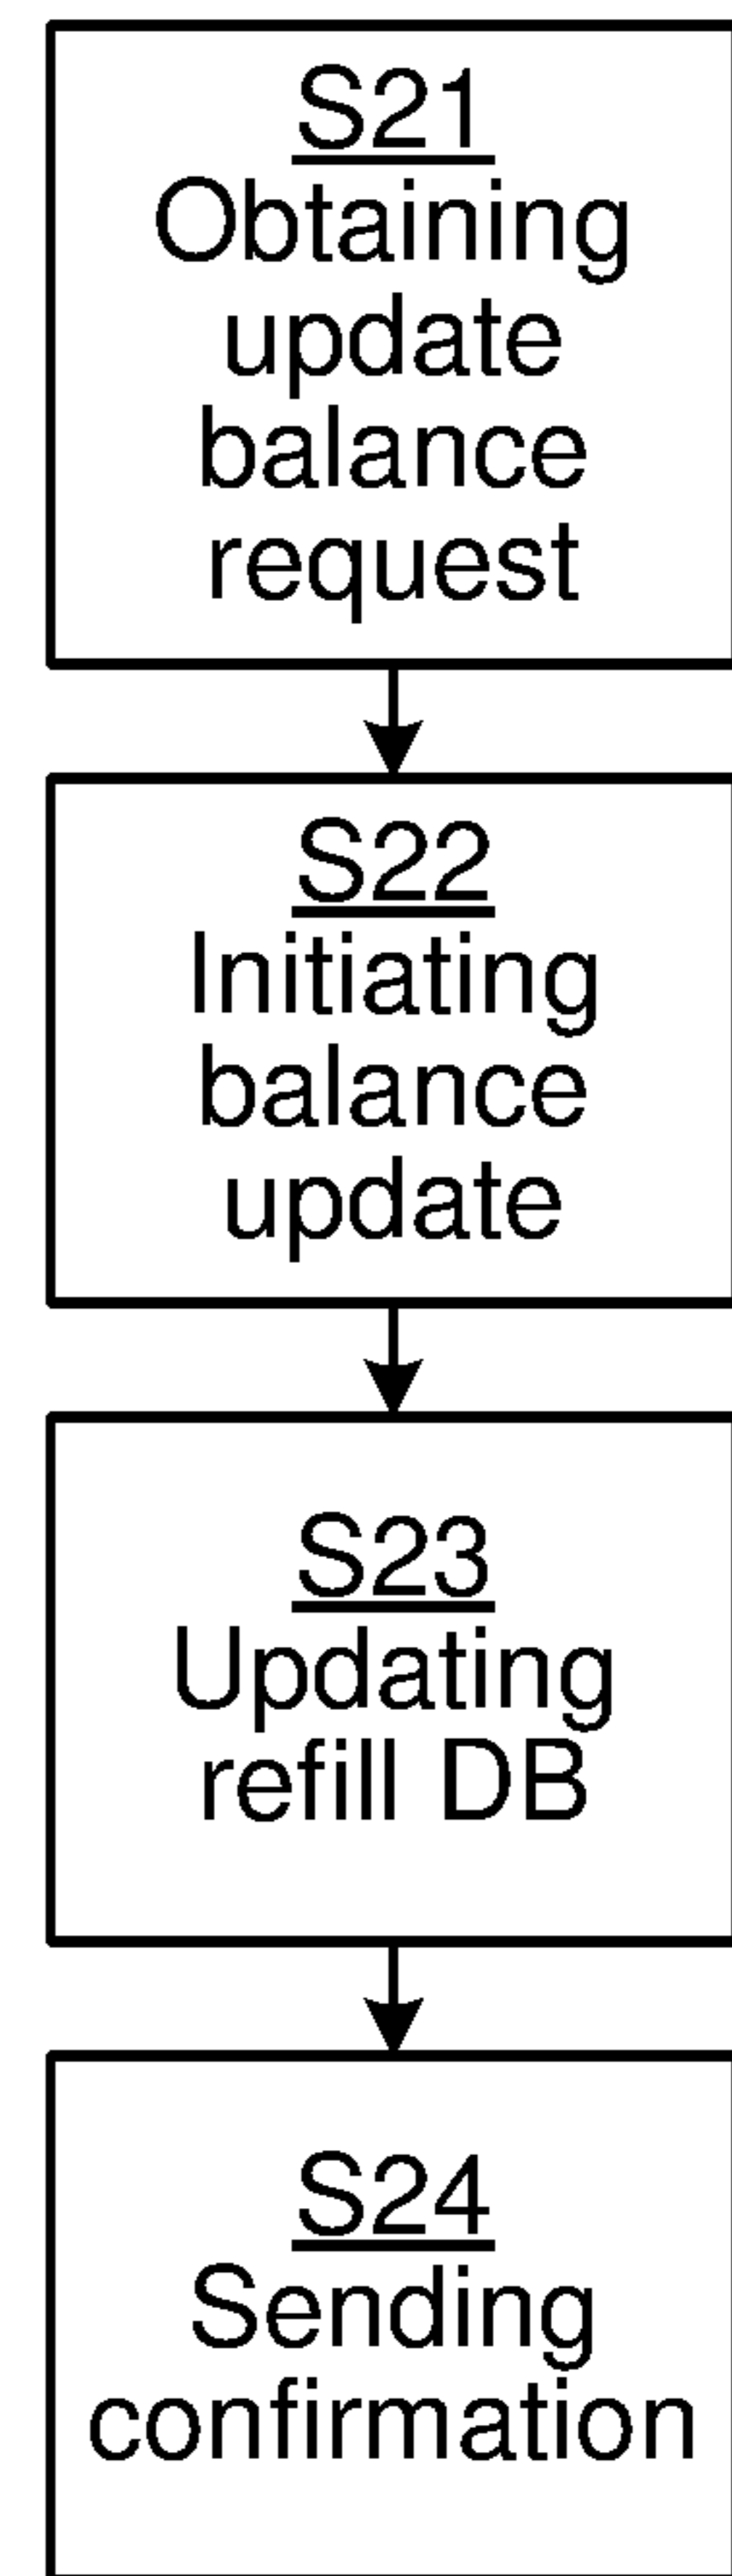 S21
Obtaining
update
balance
request
S22
Initiating
balance
update
S23
Updating
refill DB
S24
Sending
confirmation